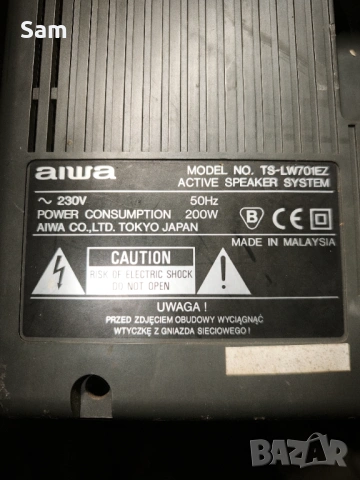 Sam
aiwa
MODEL NO. TS-LW701EZ
ACTIVE SPEAKER SYSTEM
~ 230V 50Hz
POWER CONSUMPTION 200W
AIWA CO.,LTD. TOKYO JAPAN
B CE
MADE IN MALAYSIA
CAUTION
RISK OF ELECTRIC SHOCK
DO NOT OPEN
UWAGA !
PRZED ZDJĘCIEM OBUDOWY WYCIĄGNĄĆ
WTYCZKĘ Z GNIAZDA SIECIOWEGO !
BAZAR